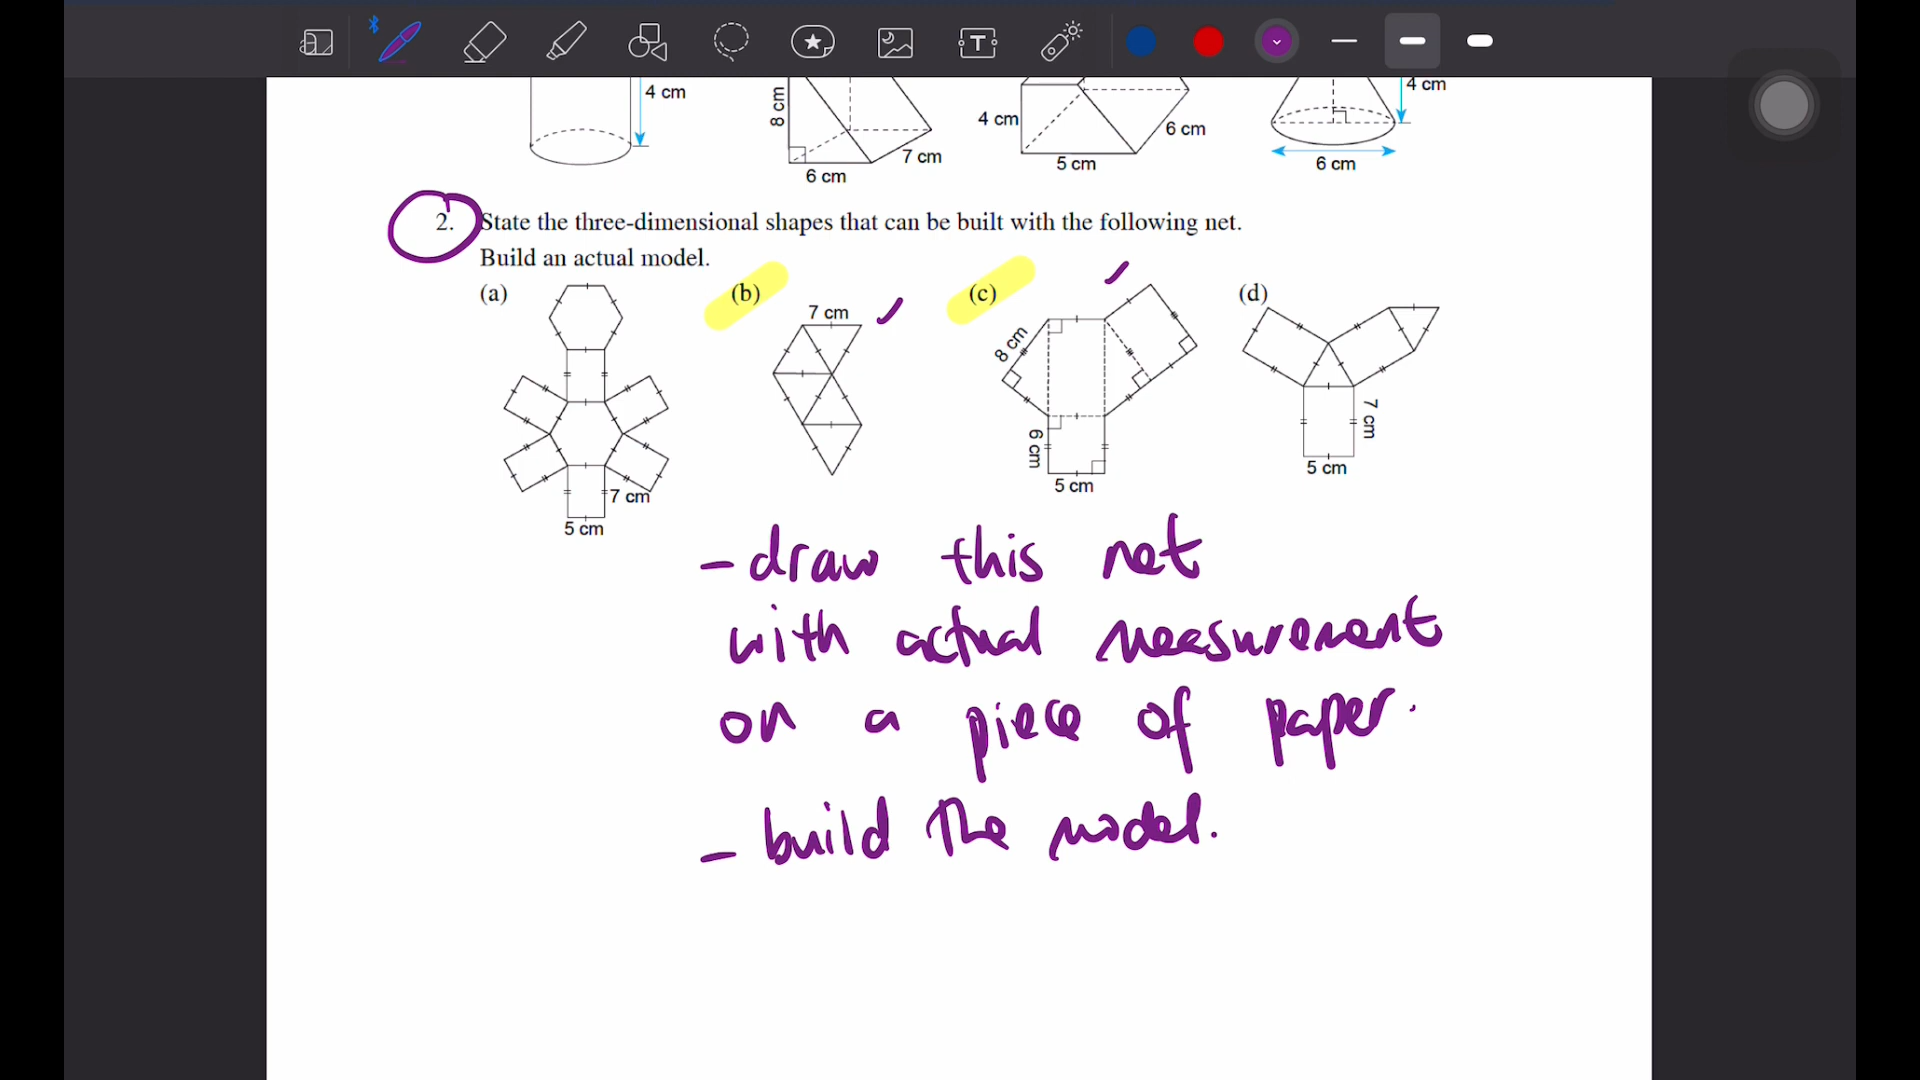 4 cm
8 cm
6 cm
7 cm
4 cm
5 cm
6 cm
4 cm
6 cm
2. State the three-dimensional shapes that can be built with the following net.
Build an actual model.
(a)
7 cm
5 cm
(b)
7 cm
(c)
8 cm
6 cm
5 cm
(d)
7 cm
5 cm
- draw this net
with actual measurement
on a piece of paper.
- build the model.
T